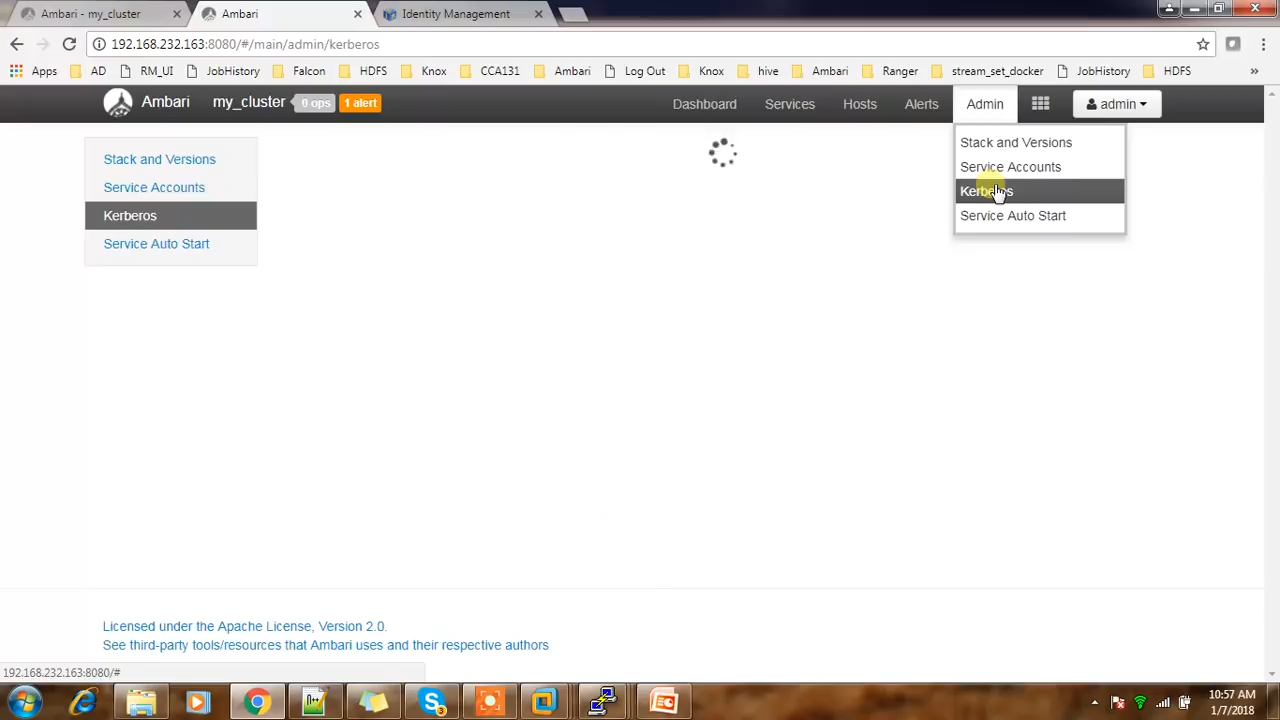 Ambari - my_cluster
Ambari
Identity Management
192.168.232.163:8080/#/main/admin/kerberos
Apps AD RM_UI JobHistory Falcon HDFS Knox CCA131 Ambari Log Out Knox hive Ambari Ranger stream_set_docker JobHistory HDFS »
Ambari my_cluster 0 ops 1 alert Dashboard Services Hosts Alerts Admin admin
Stack and Versions
Service Accounts
Kerberos
Service Auto Start
Stack and Versions
Service Accounts
Kerberos
Service Auto Start
Licensed under the Apache License, Version 2.0.
See third-party tools/resources that Ambari uses and their respective authors
192.168.232.163:8080/#
10:57 AM
1/7/2018